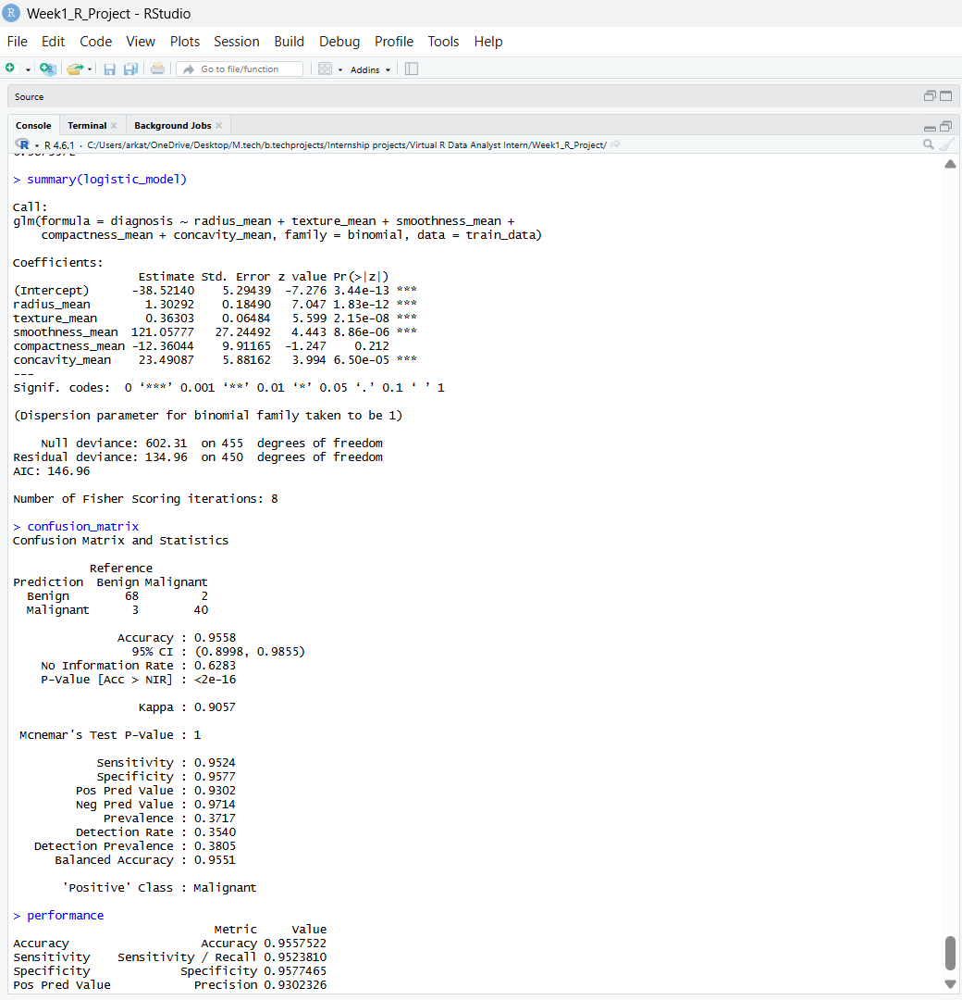 R Week1_R_Project - RStudio
File Edit Code View Plots Session Build Debug Profile Tools Help
Go to file/function Addins
Source
Console Terminal Background Jobs
R R 4.6.1 · C:/Users/arkat/OneDrive/Desktop/M.tech/b.techprojects/Internship projects/Virtual R Data Analyst Intern/Week1_R_Project/
> summary(logistic_model)
Call:
glm(formula = diagnosis ~ radius_mean + texture_mean + smoothness_mean +
    compactness_mean + concavity_mean, family = binomial, data = train_data)
Coefficients:
                  Estimate Std. Error z value Pr(>|z|)
(Intercept)      -38.52140    5.29439  -7.276 3.44e-13 ***
radius_mean        1.30292    0.18490   7.047 1.83e-12 ***
texture_mean       0.36303    0.06484   5.599 2.15e-08 ***
smoothness_mean  121.05777   27.24492   4.443 8.86e-06 ***
compactness_mean -12.36044    9.91165  -1.247    0.212
concavity_mean    23.49087    5.88162   3.994 6.50e-05 ***
---
Signif. codes:  0 ‘***’ 0.001 ‘**’ 0.01 ‘*’ 0.05 ‘.’ 0.1 ‘ ’ 1
(Dispersion parameter for binomial family taken to be 1)
    Null deviance: 602.31  on 455  degrees of freedom
Residual deviance: 134.96  on 450  degrees of freedom
AIC: 146.96
Number of Fisher Scoring iterations: 8
> confusion_matrix
Confusion Matrix and Statistics
           Reference
Prediction  Benign Malignant
  Benign        68         2
  Malignant      3        40
               Accuracy : 0.9558
                 95% CI : (0.8998, 0.9855)
    No Information Rate : 0.6283
    P-Value [Acc > NIR] : <2e-16
                  Kappa : 0.9057
 Mcnemar's Test P-Value : 1
            Sensitivity : 0.9524
            Specificity : 0.9577
         Pos Pred Value : 0.9302
         Neg Pred Value : 0.9714
             Prevalence : 0.3717
         Detection Rate : 0.3540
   Detection Prevalence : 0.3805
      Balanced Accuracy : 0.9551
       'Positive' Class : Malignant
> performance
                             Metric     Value
Accuracy                   Accuracy 0.9557522
Sensitivity    Sensitivity / Recall 0.9523810
Specificity             Specificity 0.9577465
Pos Pred Value            Precision 0.9302326